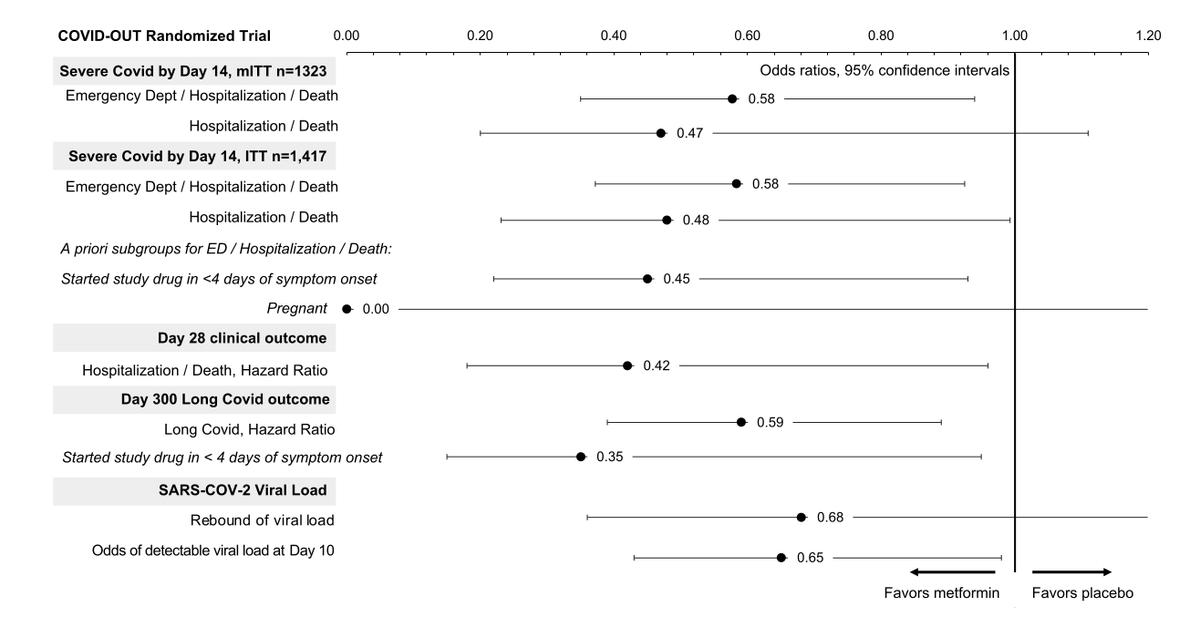 COVID-OUT Randomized Trial
0.00 0.20 0.40 0.60 0.80 1.00 1.20
Severe Covid by Day 14, mITT n=1323
Odds ratios, 95% confidence intervals
Emergency Dept / Hospitalization / Death 0.58
Hospitalization / Death 0.47
Severe Covid by Day 14, ITT n=1,417
Emergency Dept / Hospitalization / Death 0.58
Hospitalization / Death 0.48
A priori subgroups for ED / Hospitalization / Death:
Started study drug in <4 days of symptom onset 0.45
Pregnant 0.00
Day 28 clinical outcome
Hospitalization / Death, Hazard Ratio 0.42
Day 300 Long Covid outcome
Long Covid, Hazard Ratio 0.59
Started study drug in < 4 days of symptom onset 0.35
SARS-COV-2 Viral Load
Rebound of viral load 0.68
Odds of detectable viral load at Day 10 0.65
Favors metformin Favors placebo